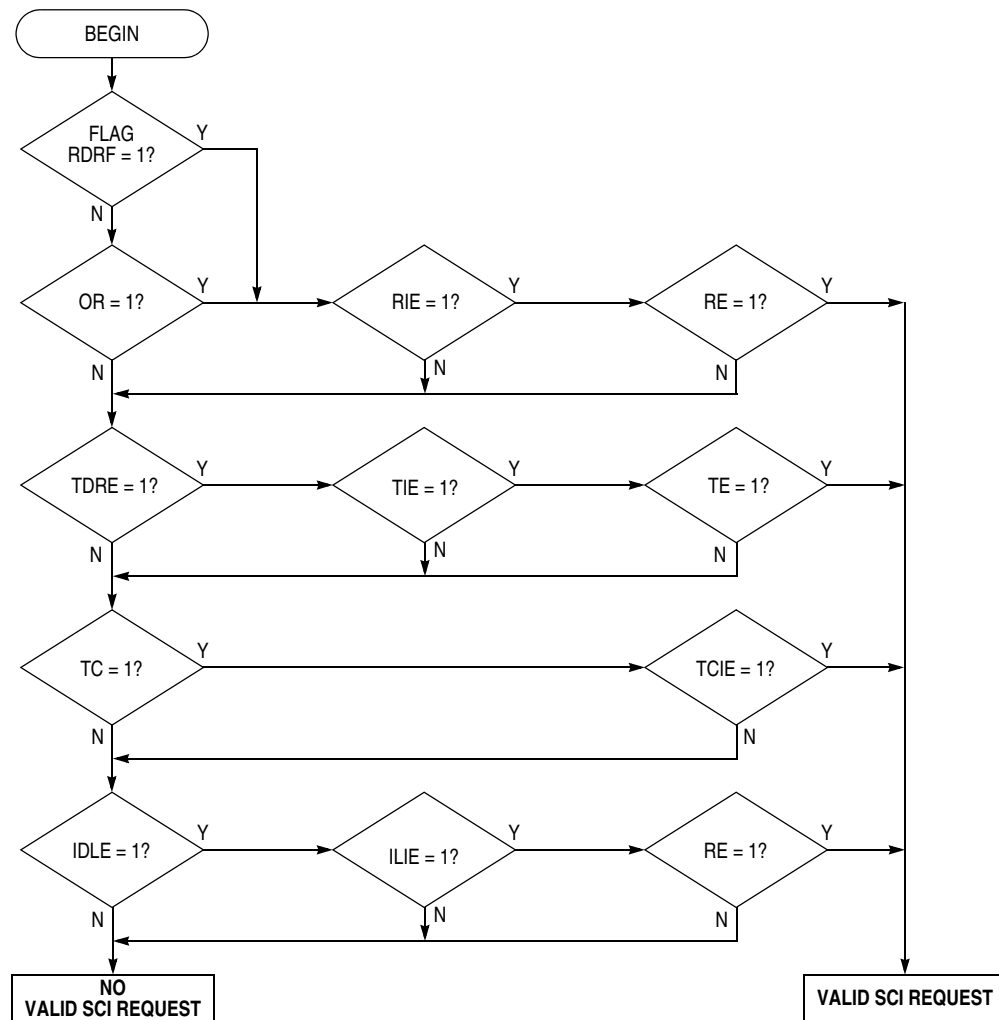 BEGIN
FLAG
RDRF = 1?
Y
N
OR = 1?
Y
N
RIE = 1?
Y
N
RE = 1?
Y
N
TDRE = 1?
Y
N
TIE = 1?
Y
N
TE = 1?
Y
N
TC = 1?
Y
N
TCIE = 1?
Y
N
IDLE = 1?
Y
N
ILIE = 1?
Y
N
RE = 1?
Y
N
NO
VALID SCI REQUEST
VALID SCI REQUEST